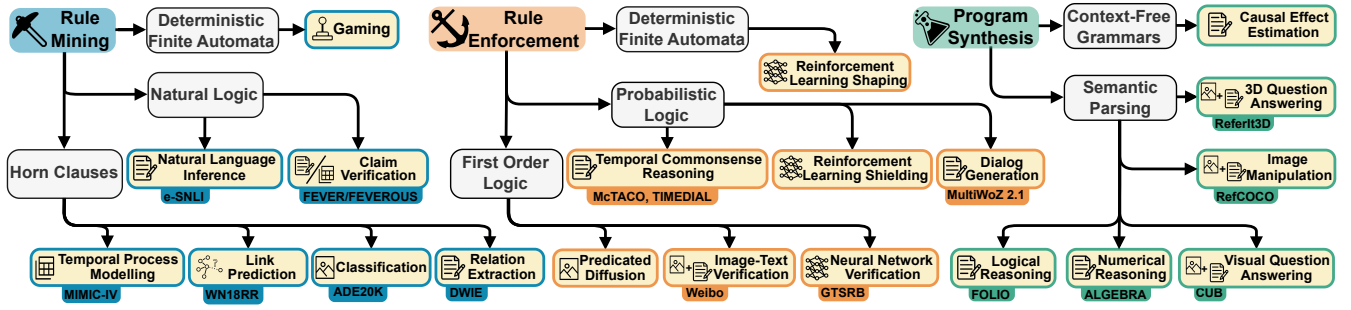 Rule
Mining
Deterministic
Finite Automata
Gaming
Natural Logic
Horn Clauses
Natural Language
Inference
e-SNLI
Claim
Verification
FEVER/FEVEROUS
Temporal Process
Modelling
MIMIC-IV
Link
Prediction
WN18RR
Classification
ADE20K
Relation
Extraction
DWIE
Rule
Enforcement
Deterministic
Finite Automata
Reinforcement
Learning Shaping
Probabilistic
Logic
First Order
Logic
Temporal Commonsense
Reasoning
McTACO, TIMEDIAL
Reinforcement
Learning Shielding
Dialog
Generation
MultiWoZ 2.1
Predicated
Diffusion
Image-Text
Verification
Weibo
Neural Network
Verification
GTSRB
Program
Synthesis
Context-Free
Grammars
Causal Effect
Estimation
Semantic
Parsing
3D Question
Answering
ReferIt3D
Image
Manipulation
RefCOCO
Logical
Reasoning
FOLIO
Numerical
Reasoning
ALGEBRA
Visual Question
Answering
CUB